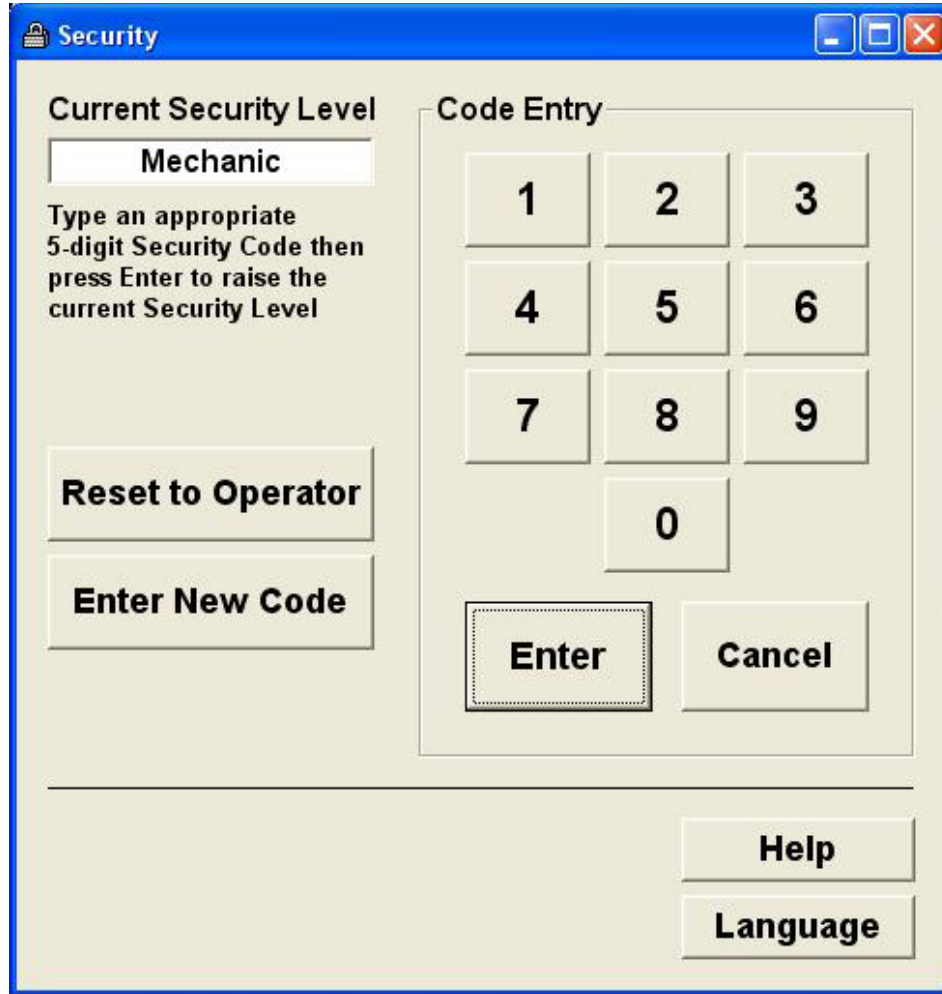 Security
Current Security Level
Mechanic
Type an appropriate
5-digit Security Code then
press Enter to raise the
current Security Level
Reset to Operator
Enter New Code
Code Entry
1 2 3
4 5 6
7 8 9
0
Enter Cancel
Help
Language